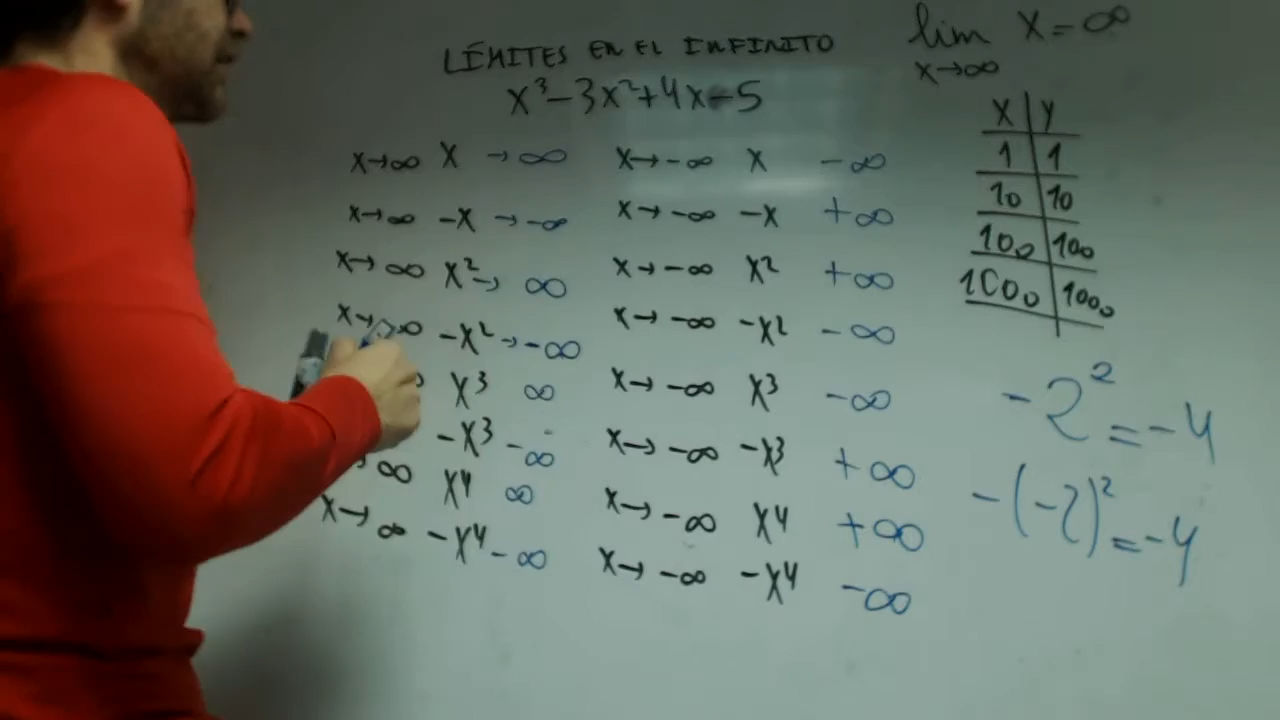 LÍMITES EN EL INFINITO
x³-3x²+4x-5
x→∞ x →∞
x→∞ -x →-∞
x→∞ x²→ ∞
x→∞ -x²→-∞
x³ ∞
-x³ -∞
∞ x⁴ ∞
x→∞ -x⁴ -∞
x→-∞ x -∞
x→-∞ -x +∞
x→-∞ x² +∞
x→-∞ -x² -∞
x→-∞ x³ -∞
x→-∞ -x³ +∞
x→-∞ x⁴ +∞
x→-∞ -x⁴ -∞
lim x=∞
x→∞
x y
1 1
10 10
100 100
1000 1000
-2²=-4
-(-2)²=-4